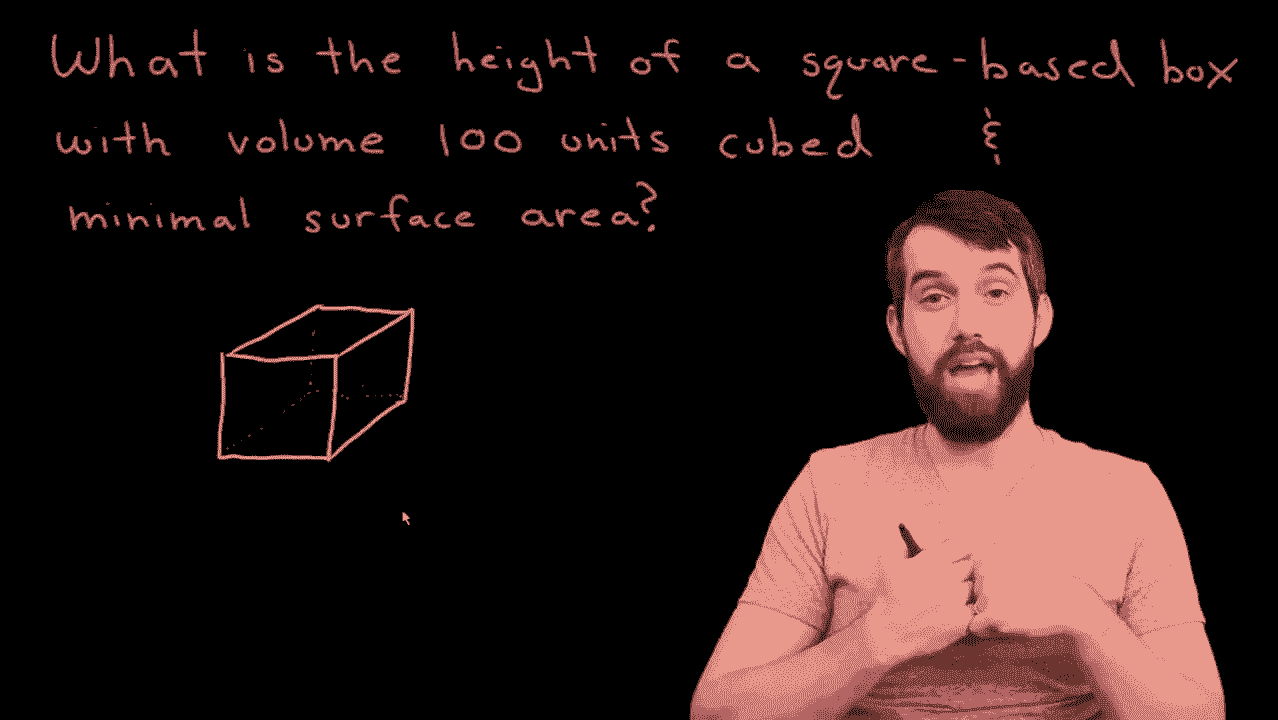 What is the height of a square-based box
with volume 100 units cubed &
minimal surface area?